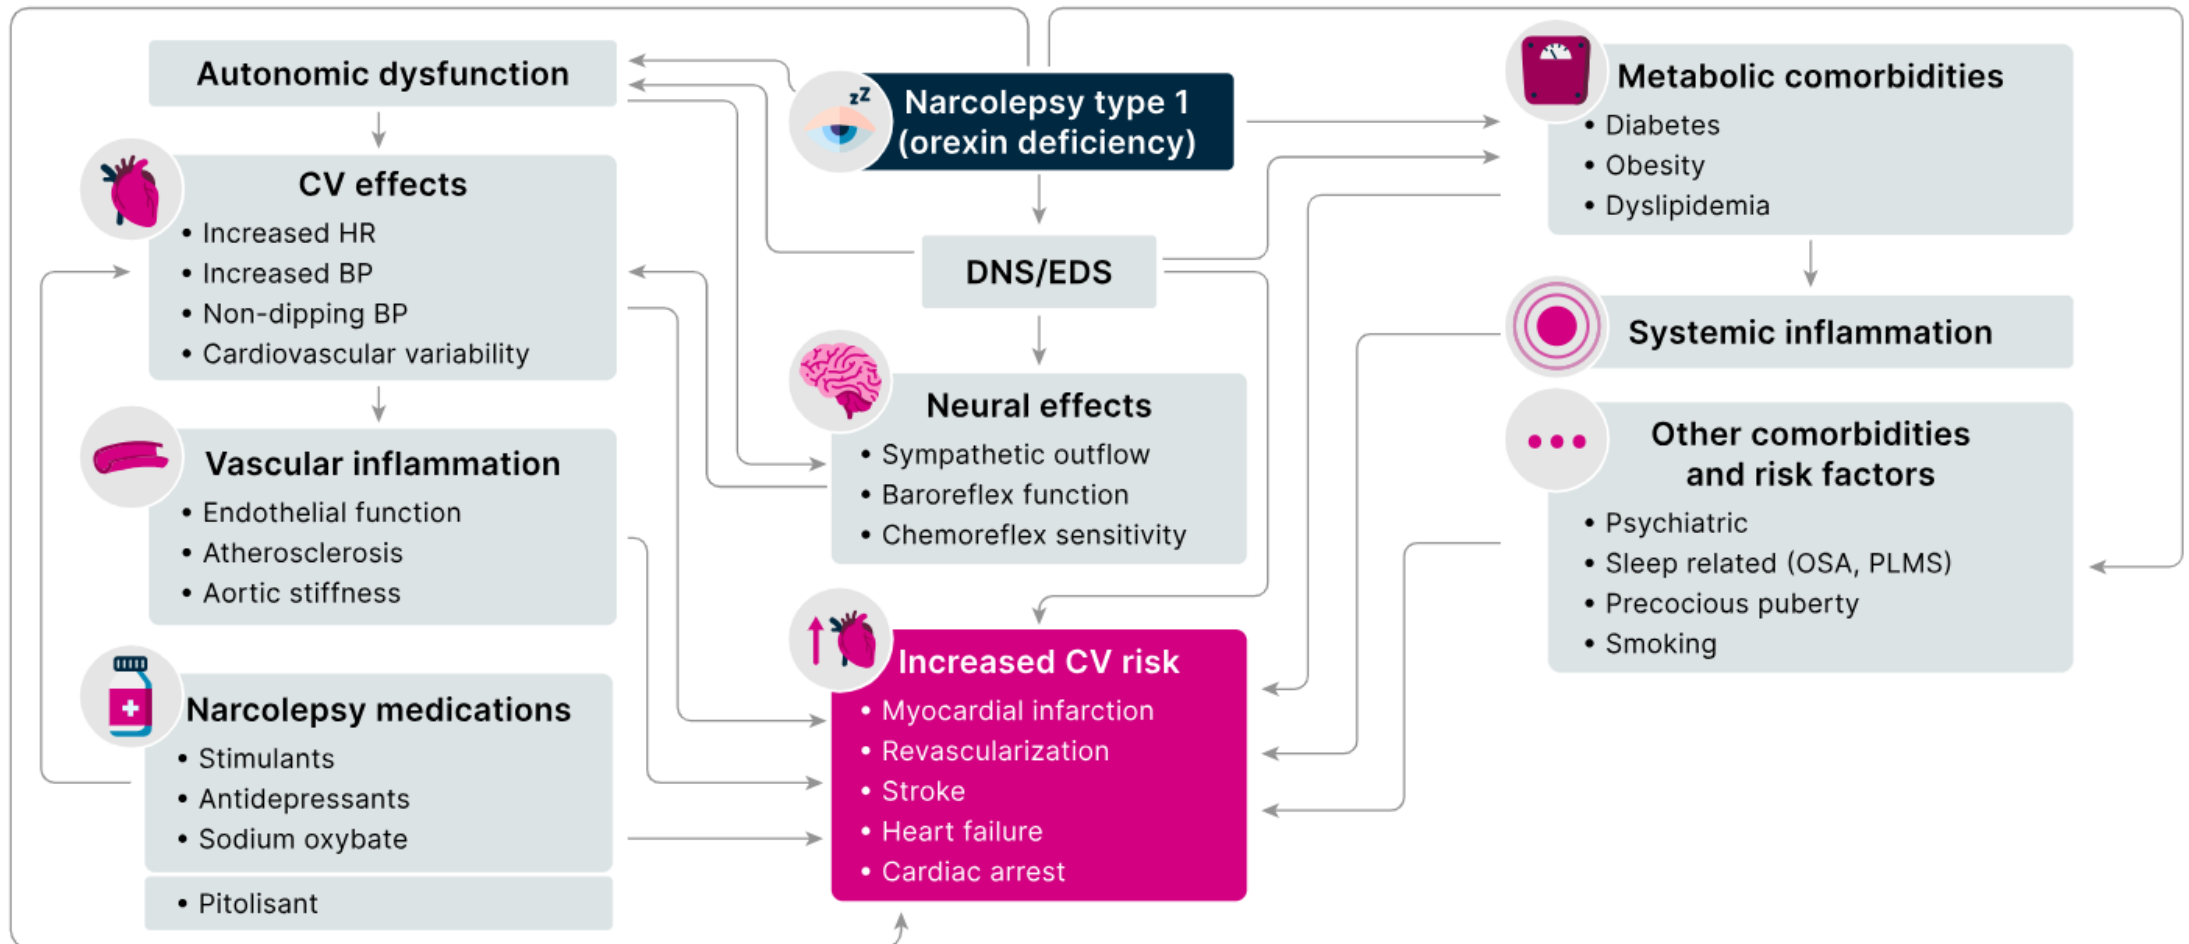 Autonomic dysfunction
CV effects
• Increased HR
• Increased BP
• Non-dipping BP
• Cardiovascular variability
Vascular inflammation
• Endothelial function
• Atherosclerosis
• Aortic stiffness
Narcolepsy medications
• Stimulants
• Antidepressants
• Sodium oxybate
• Pitolisant
zZ
Narcolepsy type 1
(orexin deficiency)
DNS/EDS
Neural effects
• Sympathetic outflow
• Baroreflex function
• Chemoreflex sensitivity
Increased CV risk
• Myocardial infarction
• Revascularization
• Stroke
• Heart failure
• Cardiac arrest
Metabolic comorbidities
• Diabetes
• Obesity
• Dyslipidemia
Systemic inflammation
Other comorbidities
and risk factors
• Psychiatric
• Sleep related (OSA, PLMS)
• Precocious puberty
• Smoking